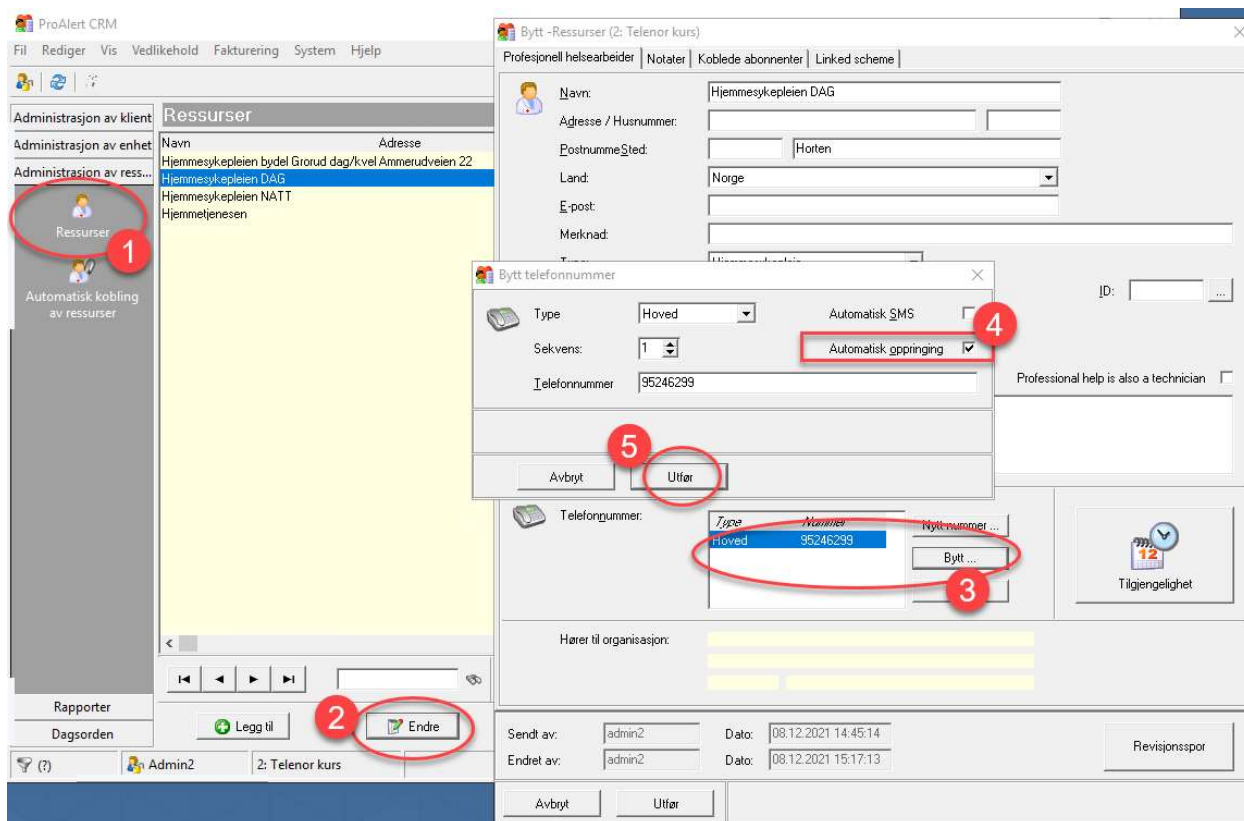 ProAlert CRM
Fil Rediger Vis Vedlikehold Fakturering System Hjelp
Administrasjon av klient
Administrasjon av enhet
Administrasjon av ress...
Ressurser
1
Automatisk kobling
av ressurser
Rapporter
Dagsorden
Ressurser
Navn Adresse
Hjemmesykepleien bydel Grorud dag/kvel Ammerudveien 22
Hjemmesykepleien DAG
Hjemmesykepleien NATT
Hjemmetjenesen
Legg til
2
Endre
(?) Admin2 2: Telenor kurs
Bytt -Ressurser (2: Telenor kurs)
Profesjonell helsearbeider Notater Koblede abonnenter Linked scheme
Navn: Hjemmesykepleien DAG
Adresse / Husnummer:
PostnummeSted: Horten
Land: Norge
E-post:
Merknad:
ID: ...
Professional help is also a technician
Bytt telefonnummer
Type Hoved Automatisk SMS
4
Sekvens: 1 Automatisk oppringing
Telefonnummer 95246299
5
Avbryt Utfør
Telefonnummer: Type Nummer Nytt nummer ...
Hoved 95246299
Bytt ...
3
12
Tilgjengelighet
Hører til organisasjon:
Sendt av: admin2 Dato: 08.12.2021 14:45:14
Endret av: admin2 Dato: 08.12.2021 15:17:13
Revisjonsspor
Avbryt Utfør